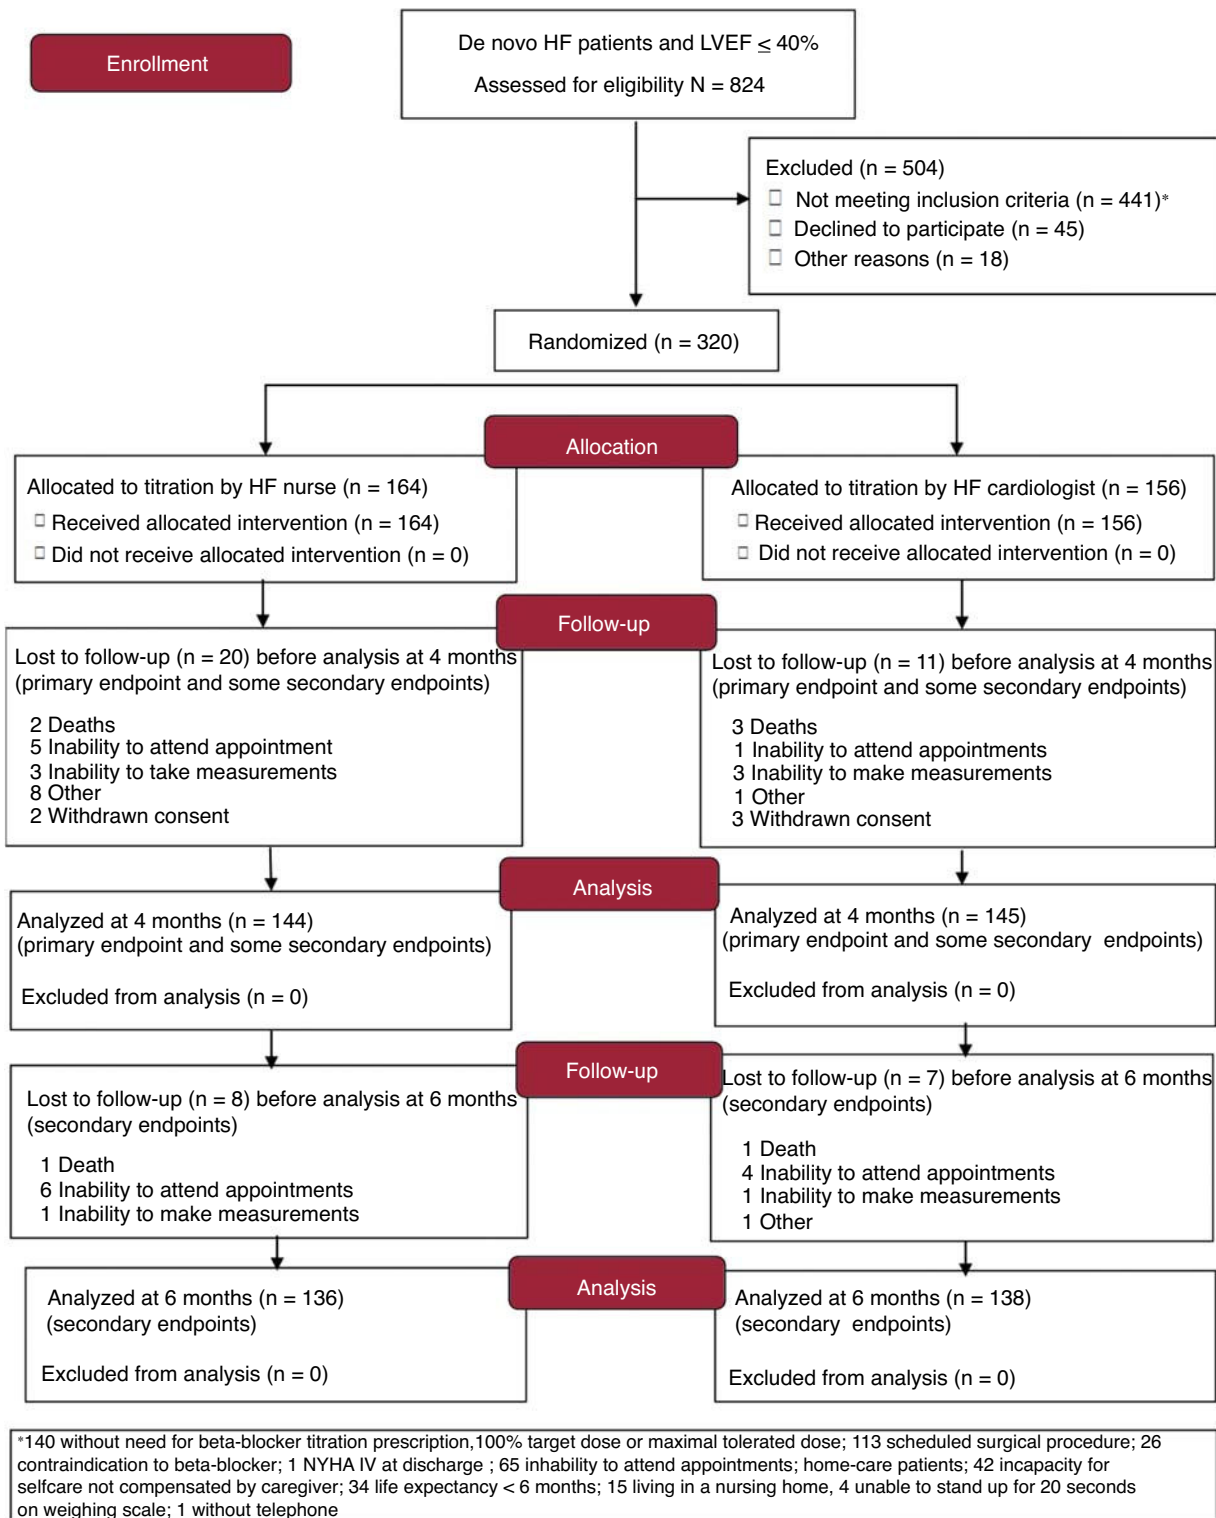 Enrollment
De novo HF patients and LVEF ≤ 40%
Assessed for eligibility N = 824
Excluded (n = 504)
Not meeting inclusion criteria (n = 441)*
Declined to participate (n = 45)
Other reasons (n = 18)
Randomized (n = 320)
Allocation
Allocated to titration by HF nurse (n = 164)
Received allocated intervention (n = 164)
Did not receive allocated intervention (n = 0)
Allocated to titration by HF cardiologist (n = 156)
Received allocated intervention (n = 156)
Did not receive allocated intervention (n = 0)
Follow-up
Lost to follow-up (n = 20) before analysis at 4 months
(primary endpoint and some secondary endpoints)
2 Deaths
5 Inability to attend appointment
3 Inability to take measurements
8 Other
2 Withdrawn consent
Lost to follow-up (n = 11) before analysis at 4 months
(primary endpoint and some secondary endpoints)
3 Deaths
1 Inability to attend appointments
3 Inability to make measurements
1 Other
3 Withdrawn consent
Analysis
Analyzed at 4 months (n = 144)
(primary endpoint and some secondary endpoints)
Excluded from analysis (n = 0)
Analyzed at 4 months (n = 145)
(primary endpoint and some secondary endpoints)
Excluded from analysis (n = 0)
Follow-up
Lost to follow-up (n = 8) before analysis at 6 months
(secondary endpoints)
1 Death
6 Inability to attend appointments
1 Inability to make measurements
Lost to follow-up (n = 7) before analysis at 6 months
(secondary endpoints)
1 Death
4 Inability to attend appointments
1 Inability to make measurements
1 Other
Analysis
Analyzed at 6 months (n = 136)
(secondary endpoints)
Excluded from analysis (n = 0)
Analyzed at 6 months (n = 138)
(secondary endpoints)
Excluded from analysis (n = 0)
*140 without need for beta-blocker titration prescription,100% target dose or maximal tolerated dose; 113 scheduled surgical procedure; 26
contraindication to beta-blocker; 1 NYHA IV at discharge ; 65 inhability to attend appointments; home-care patients; 42 incapacity for
selfcare not compensated by caregiver; 34 life expectancy < 6 months; 15 living in a nursing home, 4 unable to stand up for 20 seconds
on weighing scale; 1 without telephone